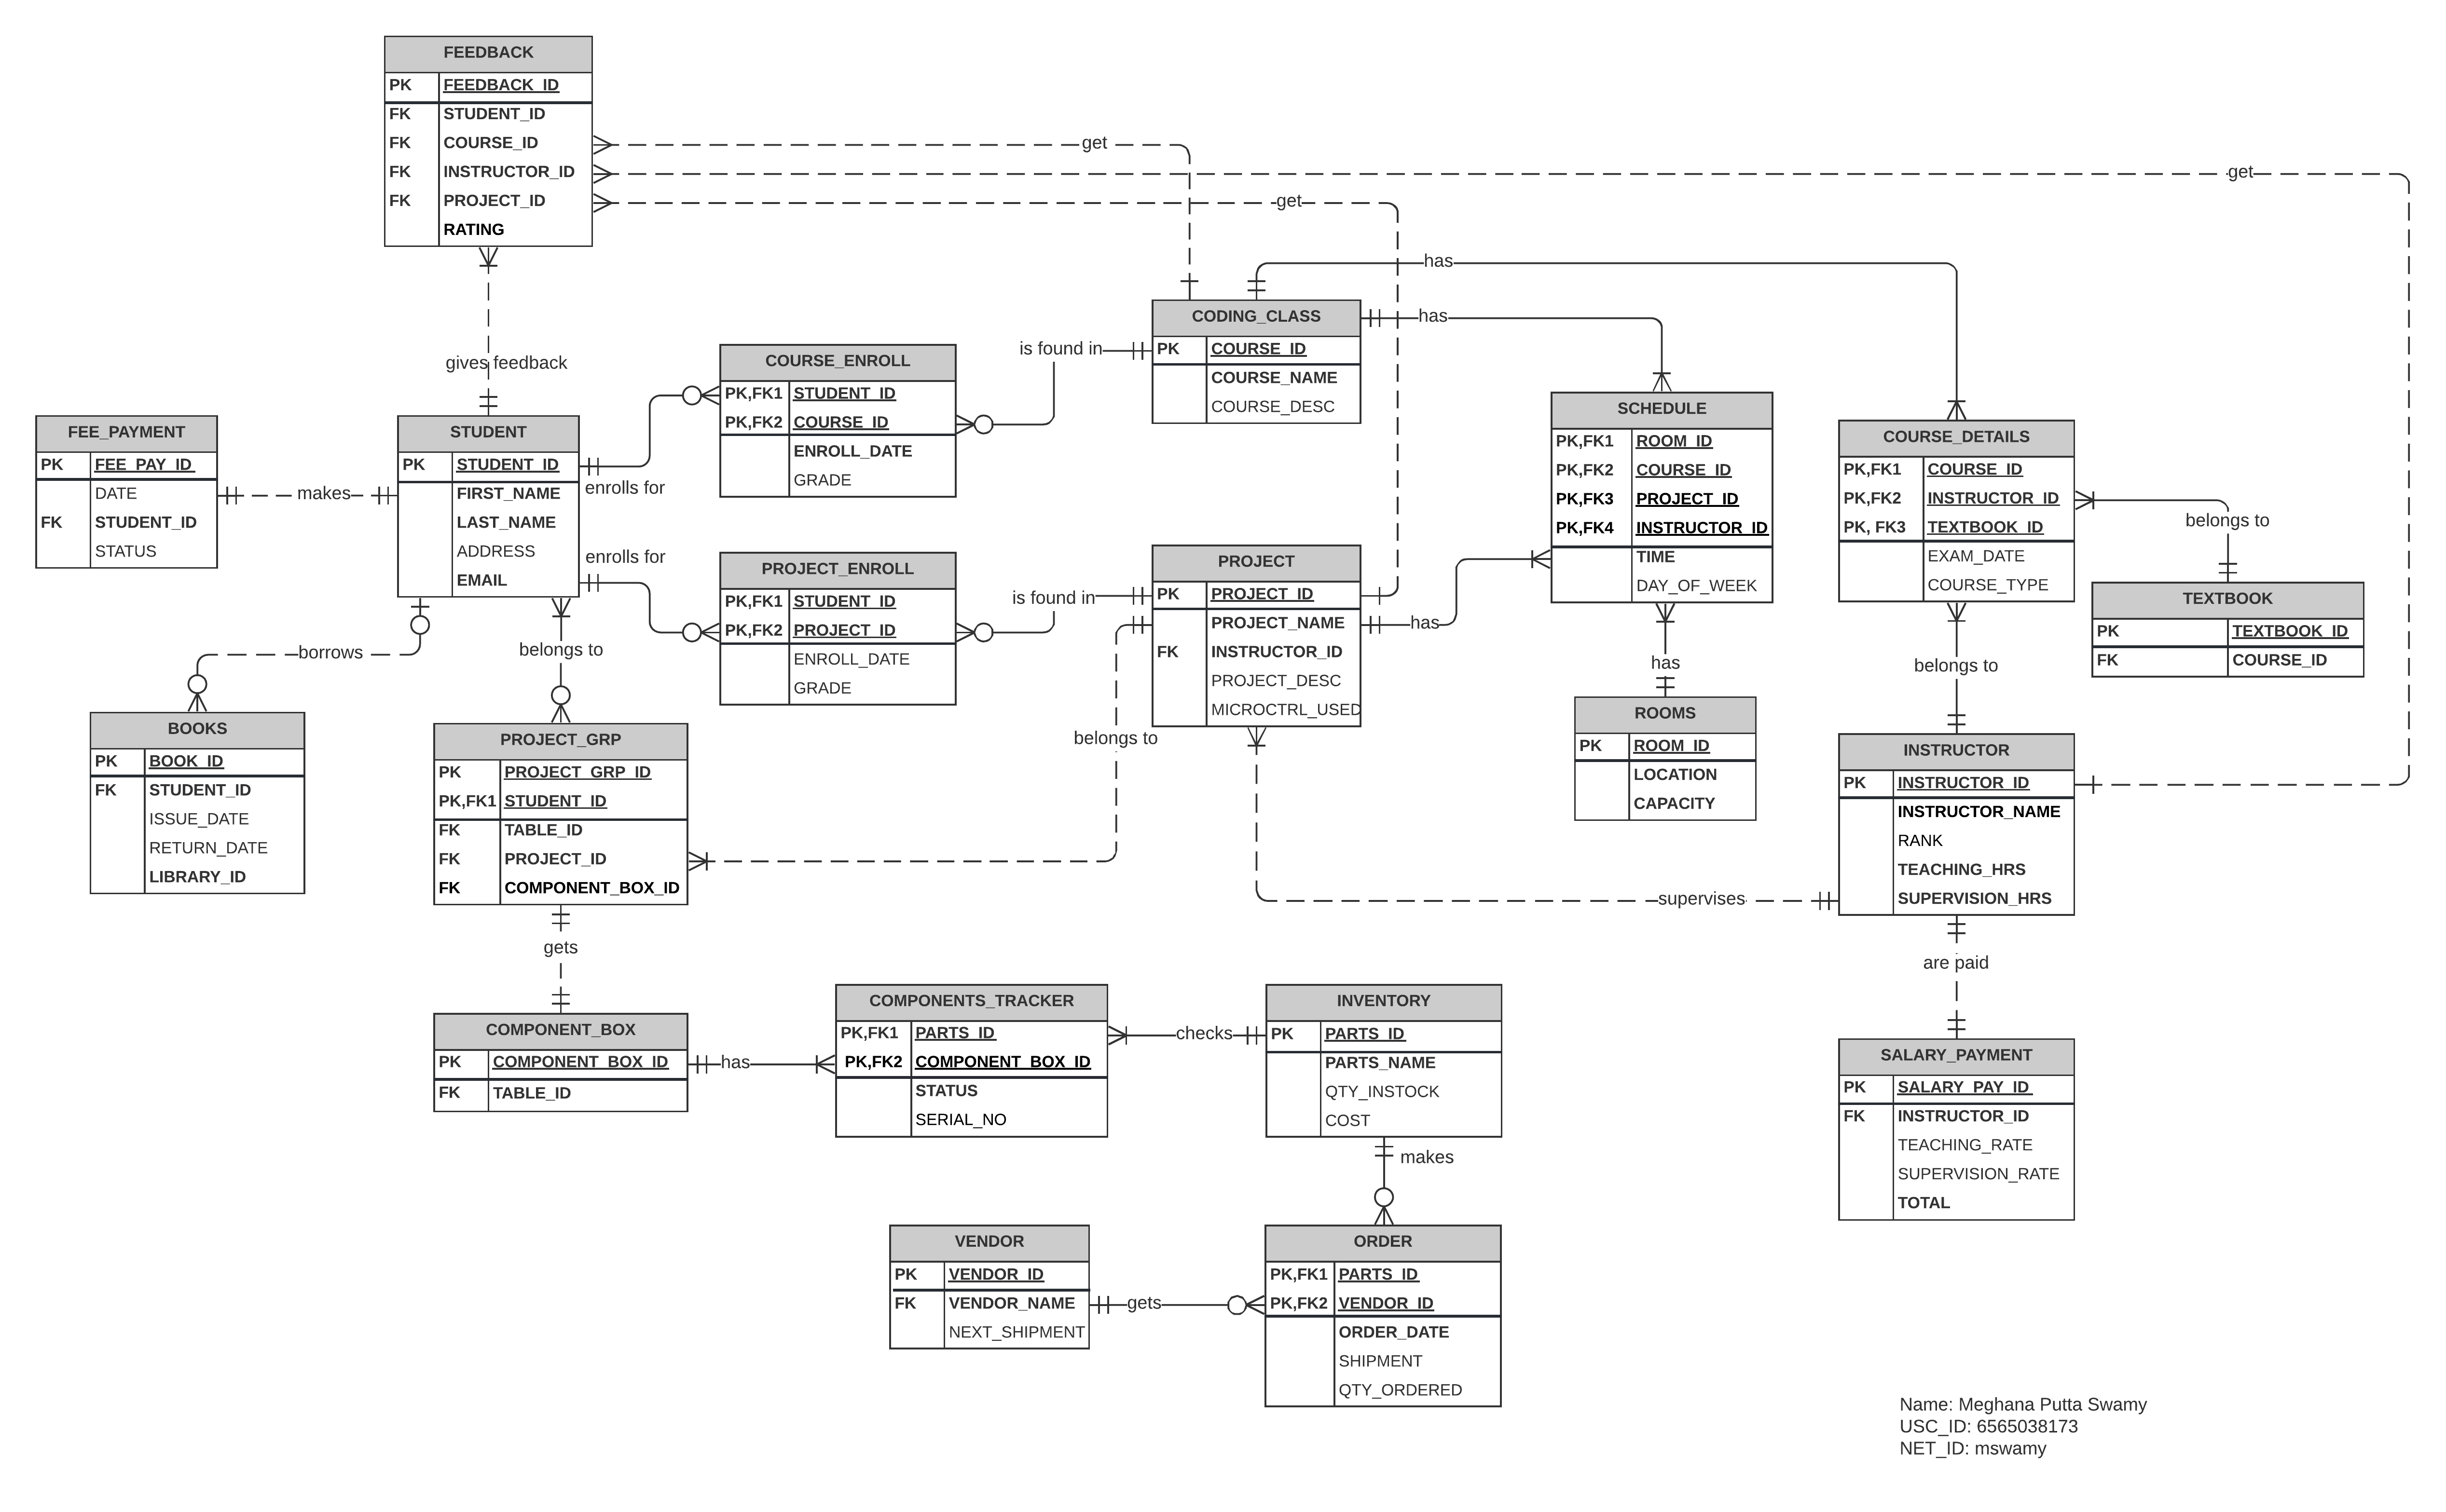 FEEDBACK
PK FEEDBACK_ID
FK STUDENT_ID
FK COURSE_ID
FK INSTRUCTOR_ID
FK PROJECT_ID
RATING
get
get
get
has
has
gives feedback
is found in
CODING_CLASS
PK COURSE_ID
COURSE_NAME
COURSE_DESC
COURSE_ENROLL
PK,FK1 STUDENT_ID
PK,FK2 COURSE_ID
ENROLL_DATE
GRADE
FEE_PAYMENT
PK FEE_PAY_ID
DATE
FK STUDENT_ID
STATUS
makes
STUDENT
PK STUDENT_ID
FIRST_NAME
LAST_NAME
ADDRESS
EMAIL
enrolls for
enrolls for
SCHEDULE
PK,FK1 ROOM_ID
PK,FK2 COURSE_ID
PK,FK3 PROJECT_ID
PK,FK4 INSTRUCTOR_ID
TIME
DAY_OF_WEEK
COURSE_DETAILS
PK,FK1 COURSE_ID
PK,FK2 INSTRUCTOR_ID
PK, FK3 TEXTBOOK_ID
EXAM_DATE
COURSE_TYPE
belongs to
TEXTBOOK
PK TEXTBOOK_ID
FK COURSE_ID
PROJECT_ENROLL
PK,FK1 STUDENT_ID
PK,FK2 PROJECT_ID
ENROLL_DATE
GRADE
is found in
PROJECT
PK PROJECT_ID
PROJECT_NAME
FK INSTRUCTOR_ID
PROJECT_DESC
MICROCTRL_USED
has
borrows
belongs to
has
belongs to
belongs to
BOOKS
PK BOOK_ID
FK STUDENT_ID
ISSUE_DATE
RETURN_DATE
LIBRARY_ID
PROJECT_GRP
PK PROJECT_GRP_ID
PK,FK1 STUDENT_ID
FK TABLE_ID
FK PROJECT_ID
FK COMPONENT_BOX_ID
ROOMS
PK ROOM_ID
LOCATION
CAPACITY
INSTRUCTOR
PK INSTRUCTOR_ID
INSTRUCTOR_NAME
RANK
TEACHING_HRS
SUPERVISION_HRS
supervises
gets
are paid
COMPONENT_BOX
PK COMPONENT_BOX_ID
FK TABLE_ID
has
COMPONENTS_TRACKER
PK,FK1 PARTS_ID
PK,FK2 COMPONENT_BOX_ID
STATUS
SERIAL_NO
checks
INVENTORY
PK PARTS_ID
PARTS_NAME
QTY_INSTOCK
COST
makes
SALARY_PAYMENT
PK SALARY_PAY_ID
FK INSTRUCTOR_ID
TEACHING_RATE
SUPERVISION_RATE
TOTAL
VENDOR
PK VENDOR_ID
FK VENDOR_NAME
NEXT_SHIPMENT
gets
ORDER
PK,FK1 PARTS_ID
PK,FK2 VENDOR_ID
ORDER_DATE
SHIPMENT
QTY_ORDERED
Name: Meghana Putta Swamy
USC_ID: 6565038173
NET_ID: mswamy